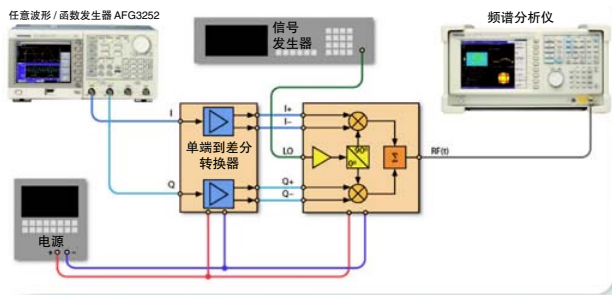 任意波形 / 函数发生器 AFG3252
信号
发生器
频谱分析仪
I
I+
I–
单端到差分
转换器
LO
90°
0°
Σ
RF(t)
Q
Q+
Q–
电源
+ –